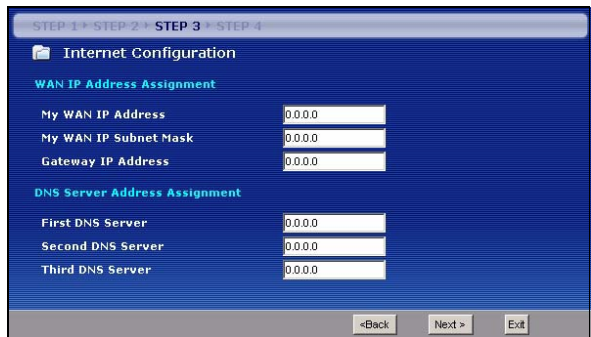 STEP 1 ▸ STEP 2 ▸ STEP 3 ▸ STEP 4
Internet Configuration
WAN IP Address Assignment
My WAN IP Address 0.0.0.0
My WAN IP Subnet Mask 0.0.0.0
Gateway IP Address 0.0.0.0
DNS Server Address Assignment
First DNS Server 0.0.0.0
Second DNS Server 0.0.0.0
Third DNS Server 0.0.0.0
<Back Next > Exit